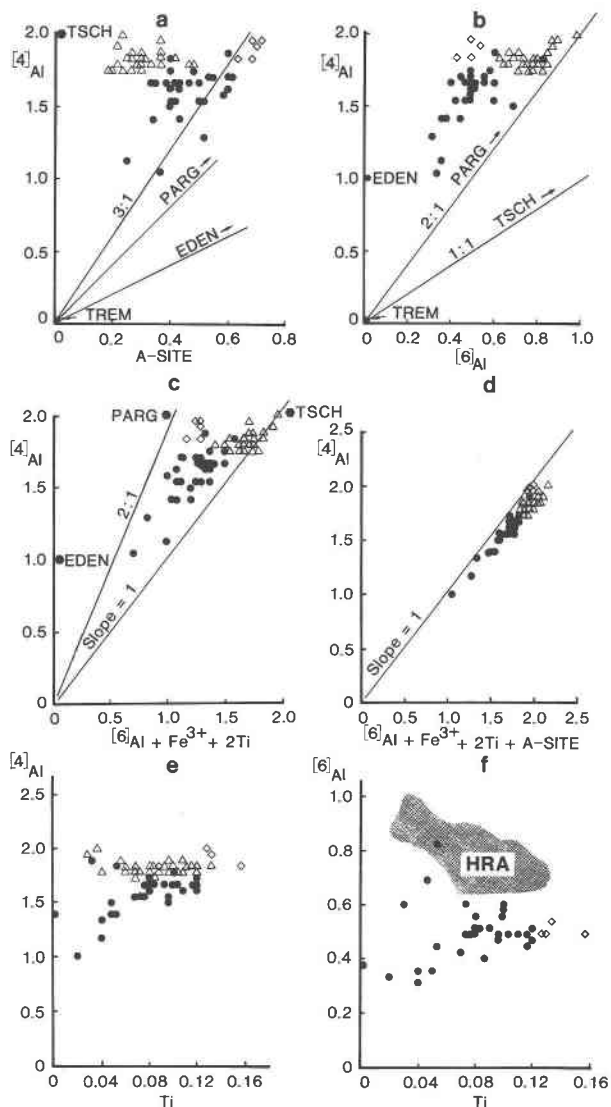 a
[4]Al
2.0
1.5
1.0
0.5
0
TSCH
3:1
PARG
EDEN
TREM
0.2
0.4
0.6
0.8
A-SITE
b
[4]Al
2.0
1.5
1.0
0.5
0
EDEN
2:1
PARG
1:1
TSCH
TREM
0
0.2
0.4
0.6
0.8
1.0
[6]Al
c
[4]Al
2.0
1.5
1.0
0.5
0
PARG
TSCH
2:1
EDEN
Slope = 1
0
0.5
1.0
1.5
2.0
[6]Al + Fe3+ + 2Ti
d
[4]Al
2.5
2.0
1.5
1.0
0.5
0
Slope = 1
0.0
0.5
1.0
1.5
2.0
2.5
[6]Al + Fe3+ + 2Ti + A-SITE
e
[4]Al
2.5
2.0
1.5
1.0
0.5
0
0
0.04
0.08
0.12
0.16
Ti
f
[6]Al
1.0
0.8
0.6
0.4
0.2
0
HRA
0
0.04
0.08
0.12
0.16
Ti